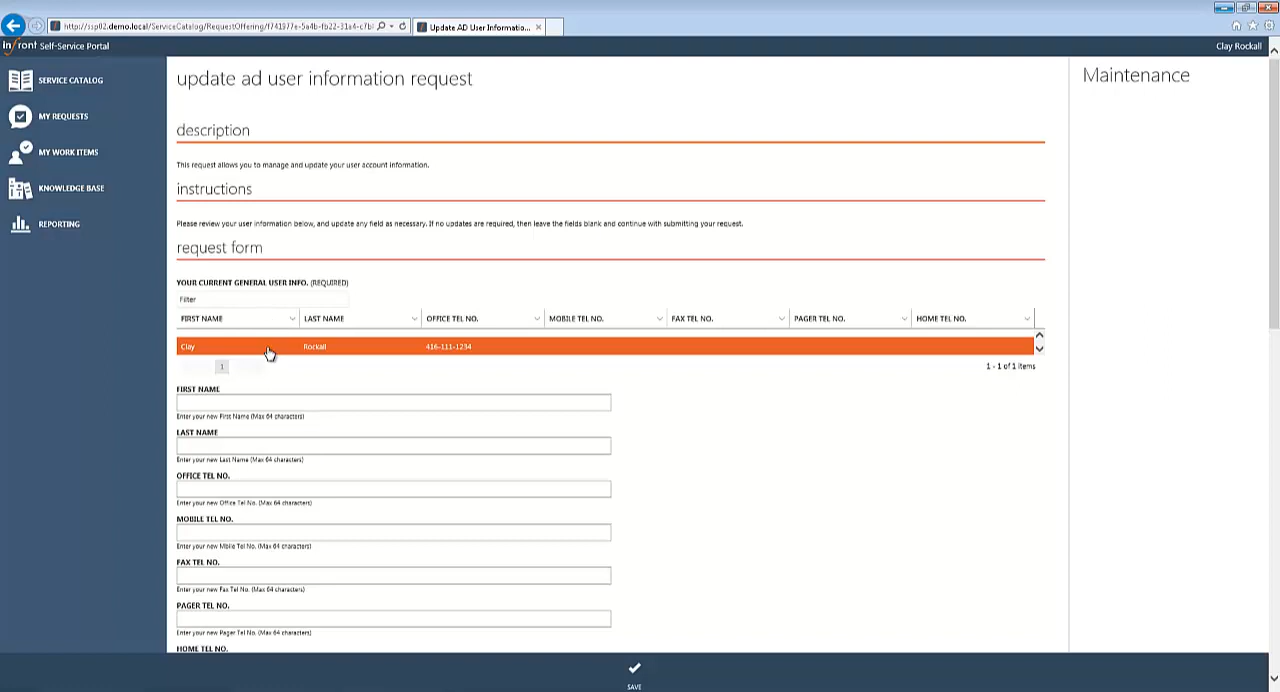 http://ssp02.demo.local/ServiceCatalog/RequestOffering/f741977e-5a4b-fb22-31a4-c7b
Update AD User Informatio...
infront Self-Service Portal
Clay Rockall
SERVICE CATALOG
MY REQUESTS
MY WORK ITEMS
KNOWLEDGE BASE
REPORTING
update ad user information request
Maintenance
description
This request allows you to manage and update your user account information.
instructions
Please review your user information below, and update any field as necessary. If no updates are required, then leave the fields blank and continue with submitting your request.
request form
YOUR CURRENT GENERAL USER INFO. (REQUIRED)
Filter
FIRST NAME LAST NAME OFFICE TEL NO. MOBILE TEL NO. FAX TEL NO. PAGER TEL NO. HOME TEL NO.
Clay Rockall 416-111-1234
1
1 - 1 of 1 items
FIRST NAME
Enter your new First Name (Max 64 characters)
LAST NAME
Enter your new Last Name (Max 64 characters)
OFFICE TEL NO.
Enter your new Office Tel No. (Max 64 characters)
MOBILE TEL NO.
Enter your new Mbile Tel No. (Max 64 characters)
FAX TEL NO.
Enter your new Fax Tel No. (Max 64 characters)
PAGER TEL NO.
Enter your new Pager Tel No. (Max 64 characters)
HOME TEL NO.
SAVE